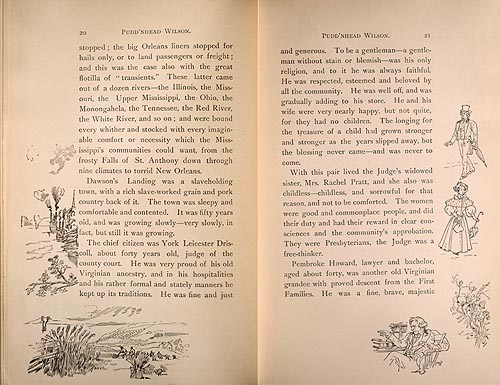 20 PUDD'NHEAD WILSON.
stopped; the big Orleans liners stopped for
hails only, or to land passengers or freight;
and this was the case also with the great
flotilla of "transients." These latter came
out of a dozen rivers—the Illinois, the Miss-
ouri, the Upper Mississippi, the Ohio, the
Monongahela, the Tennessee, the Red River,
the White River, and so on; and were bound
every whither and stocked with every imagin-
able comfort or necessity which the Mis-
sissippi's communities could want, from the
frosty Falls of St. Anthony down through
nine climates to torrid New Orleans.
Dawson's Landing was a slaveholding
town, with a rich slave-worked grain and pork
country back of it. The town was sleepy and
comfortable and contented. It was fifty years
old, and was growing slowly—very slowly, in
fact, but still it was growing.
The chief citizen was York Leicester Dris-
coll, about forty years old, judge of the
county court. He was very proud of his old
Virginian ancestry, and in his hospitalities
and his rather formal and stately manners he
kept up its traditions. He was fine and just
PUDD'NHEAD WILSON. 21
and generous. To be a gentleman—a gentle-
man without stain or blemish—was his only
religion, and to it he was always faithful.
He was respected, esteemed and beloved by
all the community. He was well off, and was
gradually adding to his store. He and his
wife were very nearly happy, but not quite,
for they had no children. The longing for
the treasure of a child had grown stronger
and stronger as the years slipped away, but
the blessing never came—and was never to
come.
With this pair lived the Judge's widowed
sister, Mrs. Rachel Pratt, and she also was
childless—childless, and sorrowful for that
reason, and not to be comforted. The women
were good and commonplace people, and did
their duty and had their reward in clear con-
sciences and the community's approbation.
They were Presbyterians, the Judge was a
free-thinker.
Pembroke Howard, lawyer and bachelor,
aged about forty, was another old Virginian
grandee with proved descent from the First
Families. He was a fine, brave, majestic